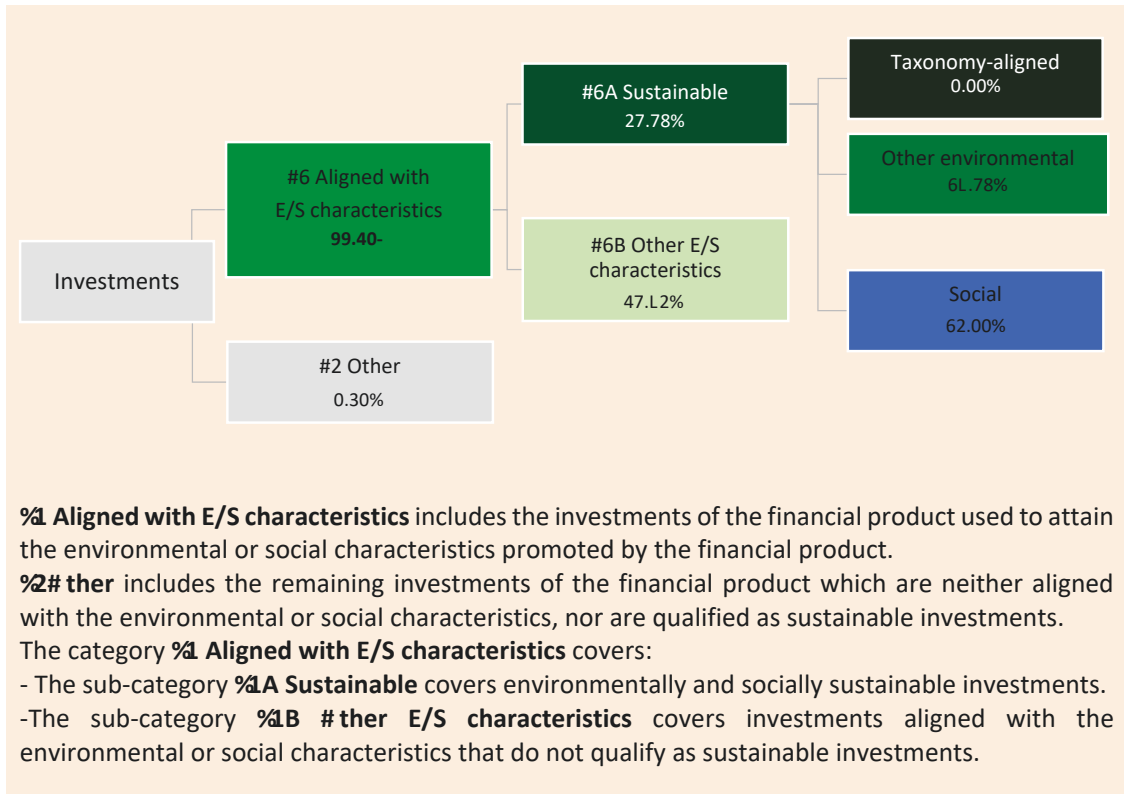 Investments
#6 Aligned with
E/S characteristics
99.40-
#2 Other
0.30%
#6A Sustainable
27.78%
#6B Other E/S
characteristics
47.L2%
Taxonomy-aligned
0.00%
Other environmental
6L.78%
Social
62.00%
%1 Aligned with E/S characteristics includes the investments of the financial product used to attain
the environmental or social characteristics promoted by the financial product.
%2# ther includes the remaining investments of the financial product which are neither aligned
with the environmental or social characteristics, nor are qualified as sustainable investments.
The category %1 Aligned with E/S characteristics covers:
- The sub-category %1A Sustainable covers environmentally and socially sustainable investments.
-The sub-category %1B # ther E/S characteristics covers investments aligned with the
environmental or social characteristics that do not qualify as sustainable investments.